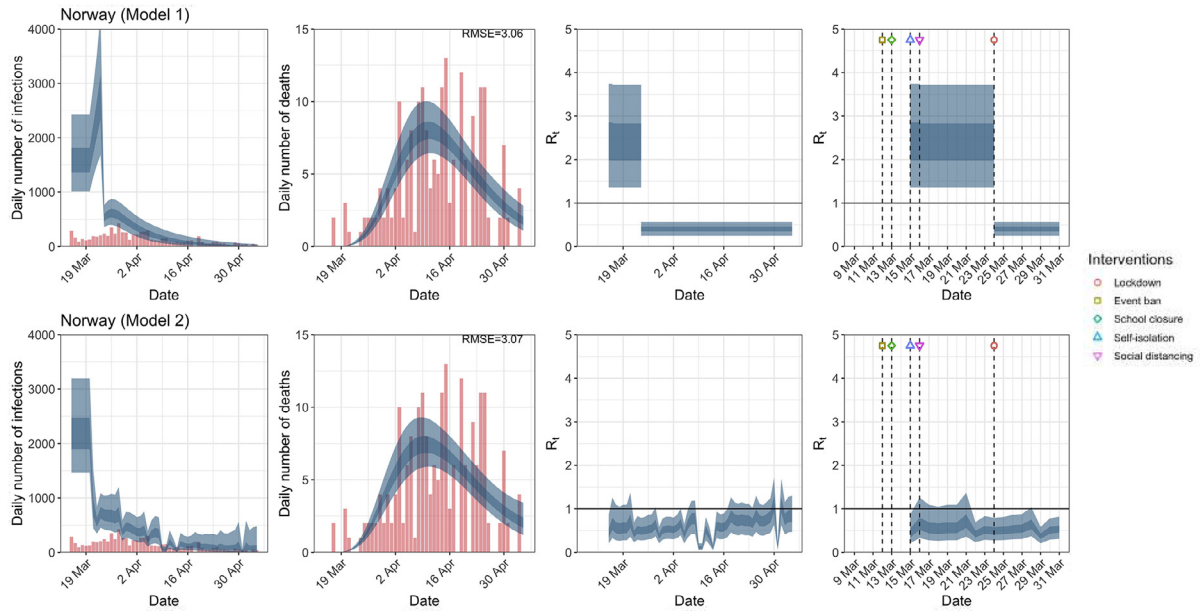 Norway (Model 1)
Daily number of infections
4000
3000
2000
1000
0
19 Mar
2 Apr
16 Apr
30 Apr
Date
Daily number of deaths
RMSE=3.06
15
10
5
0
19 Mar
2 Apr
16 Apr
30 Apr
Date
Rt
5
4
3
2
1
0
19 Mar
2 Apr
16 Apr
30 Apr
Date
Rt
5
4
3
2
1
0
9 Mar
11 Mar
13 Mar
15 Mar
17 Mar
19 Mar
21 Mar
23 Mar
25 Mar
27 Mar
29 Mar
31 Mar
Date
Interventions
Lockdown
Event ban
School closure
Self-isolation
Social distancing
Norway (Model 2)
Daily number of infections
4000
3000
2000
1000
0
19 Mar
2 Apr
16 Apr
30 Apr
Date
Daily number of deaths
RMSE=3.07
15
10
5
0
19 Mar
2 Apr
16 Apr
30 Apr
Date
Rt
5
4
3
2
1
0
19 Mar
2 Apr
16 Apr
30 Apr
Date
Rt
5
4
3
2
1
0
9 Mar
11 Mar
13 Mar
15 Mar
17 Mar
19 Mar
21 Mar
23 Mar
25 Mar
27 Mar
29 Mar
31 Mar
Date